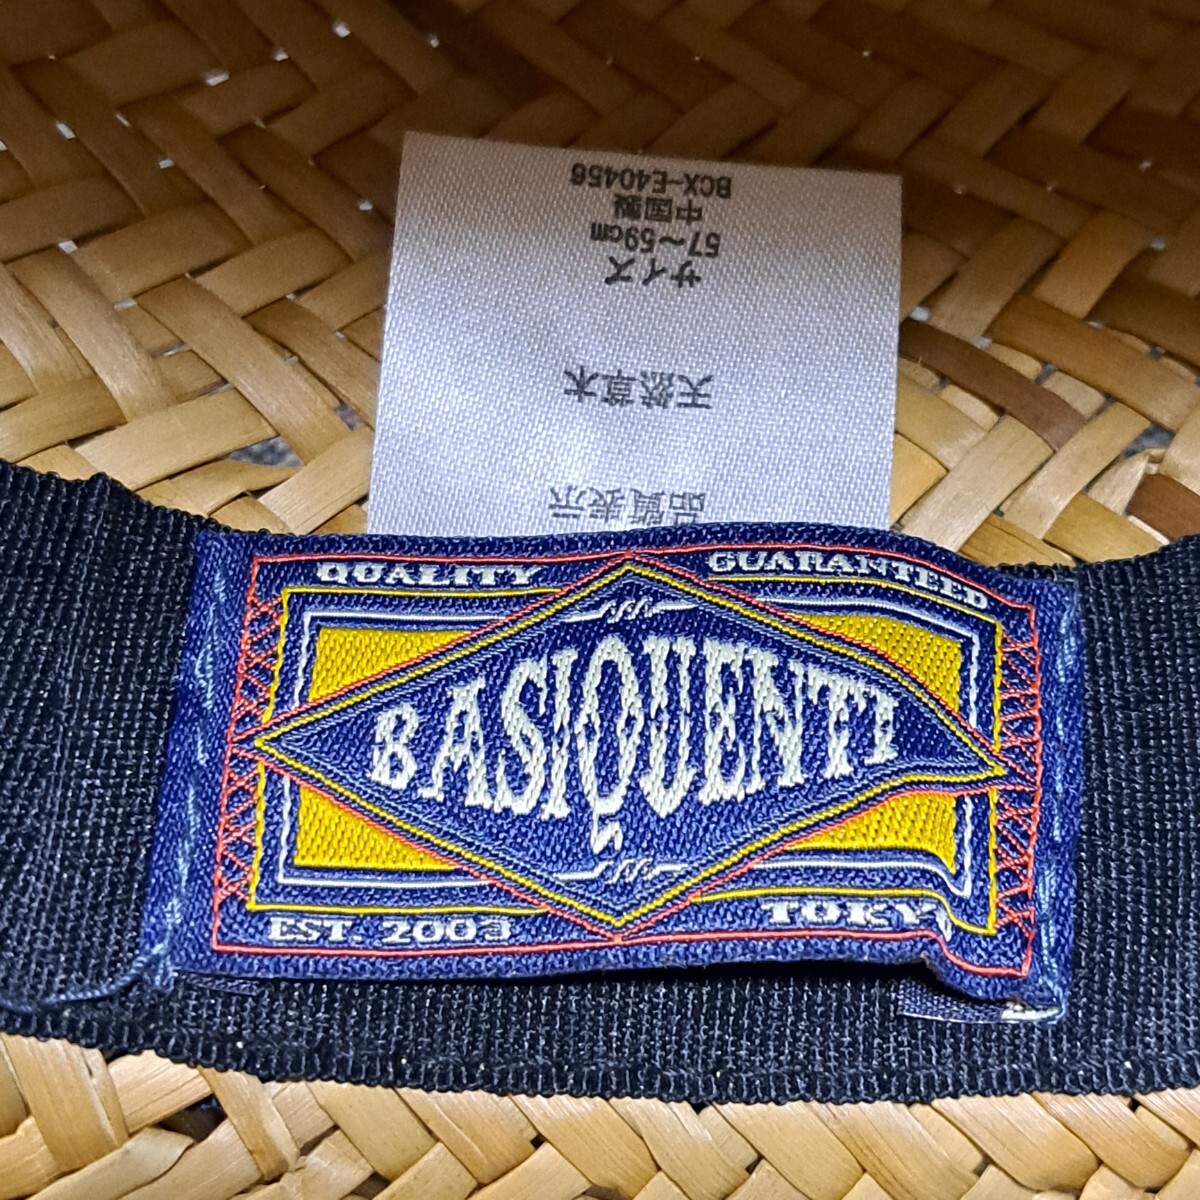 品質表示
天然草木
サイズ
57～59cm
中国製
BCX-E40456
QUALITY GUARANTEED
BASIQUENTI
EST. 2003 TOKYO